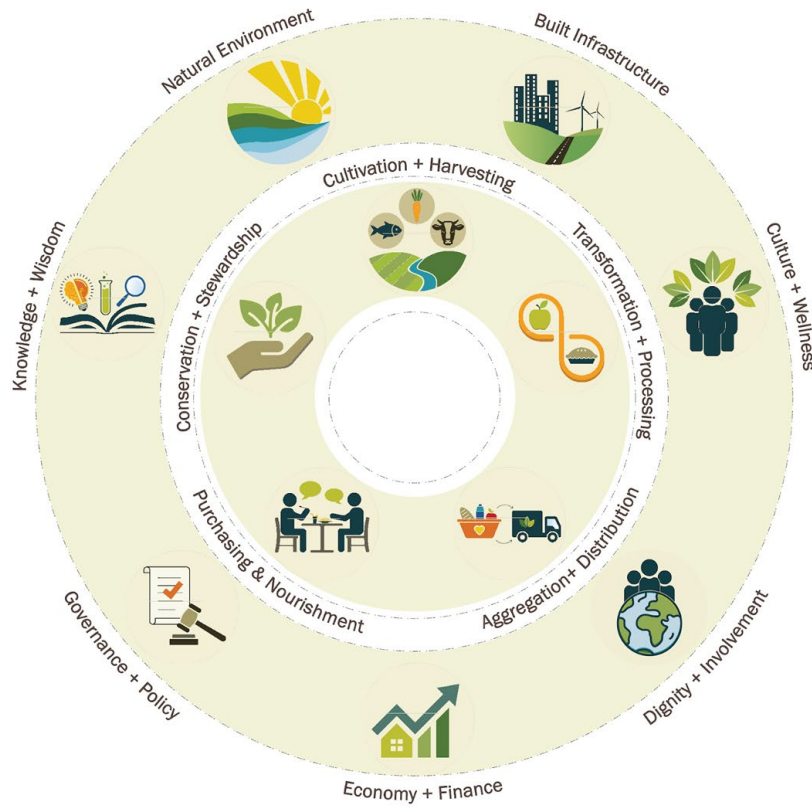 Natural Environment
Built Infrastructure
Culture + Wellness
Dignity + Involvement
Economy + Finance
Governance + Policy
Knowledge + Wisdom
Cultivation + Harvesting
Transformation + Processing
Aggregation+ Distribution
Purchasing & Nourishment
Conservation + Stewardship